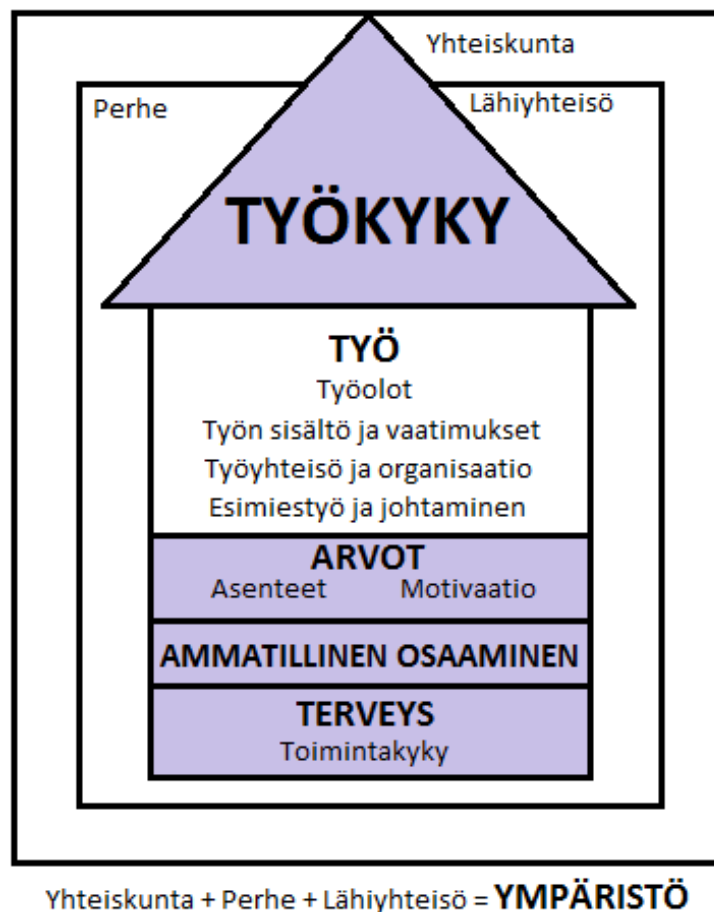 Yhteiskunta
Perhe
Lähiyhteisö
TYÖKYKY
TYÖ
Työolot
Työn sisältö ja vaatimukset
Työyhteisö ja organisaatio
Esimiestyö ja johtaminen
ARVOT
Asenteet Motivaatio
AMMATILLINEN OSAAMINEN
TERVEYS
Toimintakyky
Yhteiskunta + Perhe + Lähiyhteisö = YMPÄRISTÖ